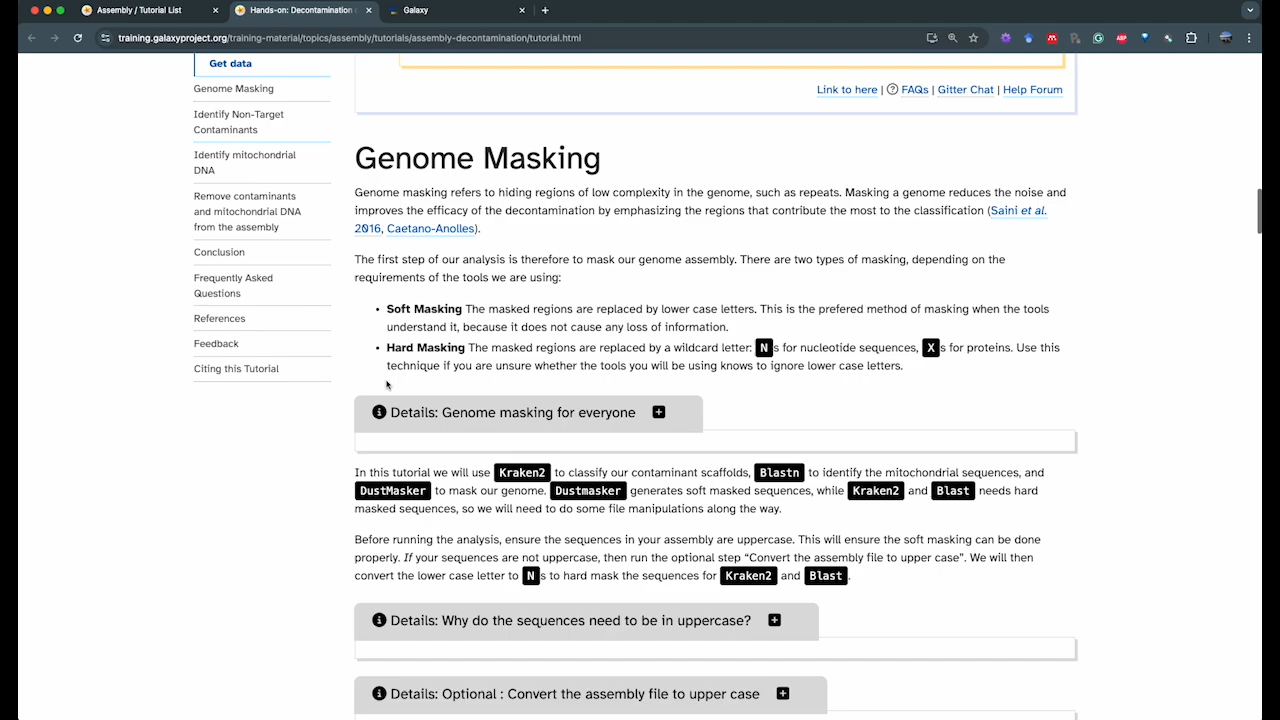 Assembly / Tutorial List
Hands-on: Decontamination
Galaxy
training.galaxyproject.org/training-material/topics/assembly/tutorials/assembly-decontamination/tutorial.html
Get data
Genome Masking
Identify Non-Target
Contaminants
Identify mitochondrial
DNA
Remove contaminants
and mitochondrial DNA
from the assembly
Conclusion
Frequently Asked
Questions
References
Feedback
Citing this Tutorial
Link to here | FAQs | Gitter Chat | Help Forum
Genome Masking
Genome masking refers to hiding regions of low complexity in the genome, such as repeats. Masking a genome reduces the noise and
improves the efficacy of the decontamination by emphasizing the regions that contribute the most to the classification (Saini et al.
2016, Caetano-Anolles).
The first step of our analysis is therefore to mask our genome assembly. There are two types of masking, depending on the
requirements of the tools we are using:
• Soft Masking The masked regions are replaced by lower case letters. This is the prefered method of masking when the tools
understand it, because it does not cause any loss of information.
• Hard Masking The masked regions are replaced by a wildcard letter: N s for nucleotide sequences, X s for proteins. Use this
technique if you are unsure whether the tools you will be using knows to ignore lower case letters.
Details: Genome masking for everyone
In this tutorial we will use Kraken2 to classify our contaminant scaffolds, Blastn to identify the mitochondrial sequences, and
DustMasker to mask our genome. Dustmasker generates soft masked sequences, while Kraken2 and Blast needs hard
masked sequences, so we will need to do some file manipulations along the way.
Before running the analysis, ensure the sequences in your assembly are uppercase. This will ensure the soft masking can be done
properly. If your sequences are not uppercase, then run the optional step “Convert the assembly file to upper case”. We will then
convert the lower case letter to N s to hard mask the sequences for Kraken2 and Blast.
Details: Why do the sequences need to be in uppercase?
Details: Optional : Convert the assembly file to upper case